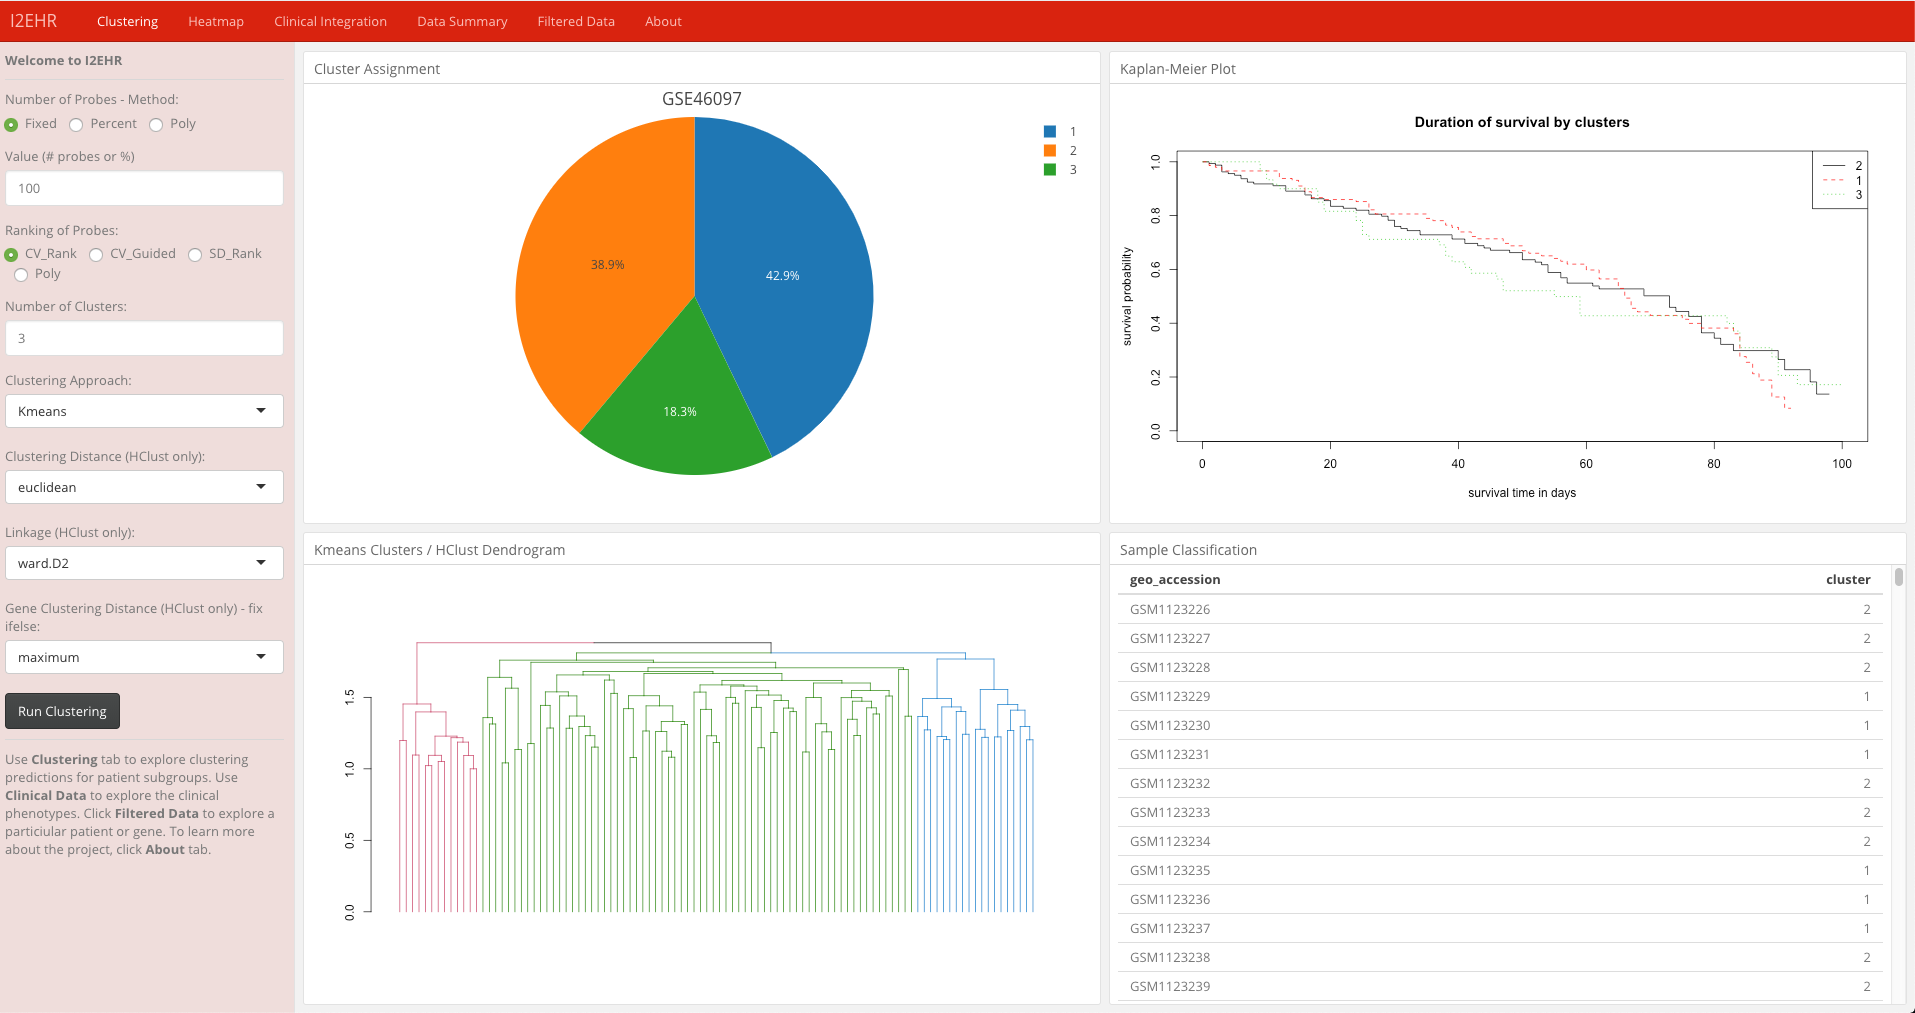 I2EHR Clustering Heatmap Clinical Integration Data Summary Filtered Data About
Welcome to I2EHR
Number of Probes - Method:
Fixed Percent Poly
Value (# probes or %)
100
Ranking of Probes:
CV_Rank CV_Guided SD_Rank
Poly
Number of Clusters:
3
Clustering Approach:
Kmeans
Clustering Distance (HClust only):
euclidean
Linkage (HClust only):
ward.D2
Gene Clustering Distance (HClust only) - fix
ifelse:
maximum
Run Clustering
Use Clustering tab to explore clustering
predictions for patient subgroups. Use
Clinical Data to explore the clinical
phenotypes. Click Filtered Data to explore a
particiular patient or gene. To learn more
about the project, click About tab.
Cluster Assignment
GSE46097
1
2
3
38.9%
42.9%
18.3%
Kaplan-Meier Plot
Duration of survival by clusters
2
1
3
survival probability
1.0
0.8
0.6
0.4
0.2
0.0
0 20 40 60 80 100
survival time in days
Kmeans Clusters / HClust Dendrogram
1.5
1.0
0.5
0.0
Sample Classification
geo_accession cluster
GSM1123226 2
GSM1123227 2
GSM1123228 2
GSM1123229 1
GSM1123230 1
GSM1123231 1
GSM1123232 2
GSM1123233 2
GSM1123234 2
GSM1123235 1
GSM1123236 1
GSM1123237 1
GSM1123238 2
GSM1123239 2